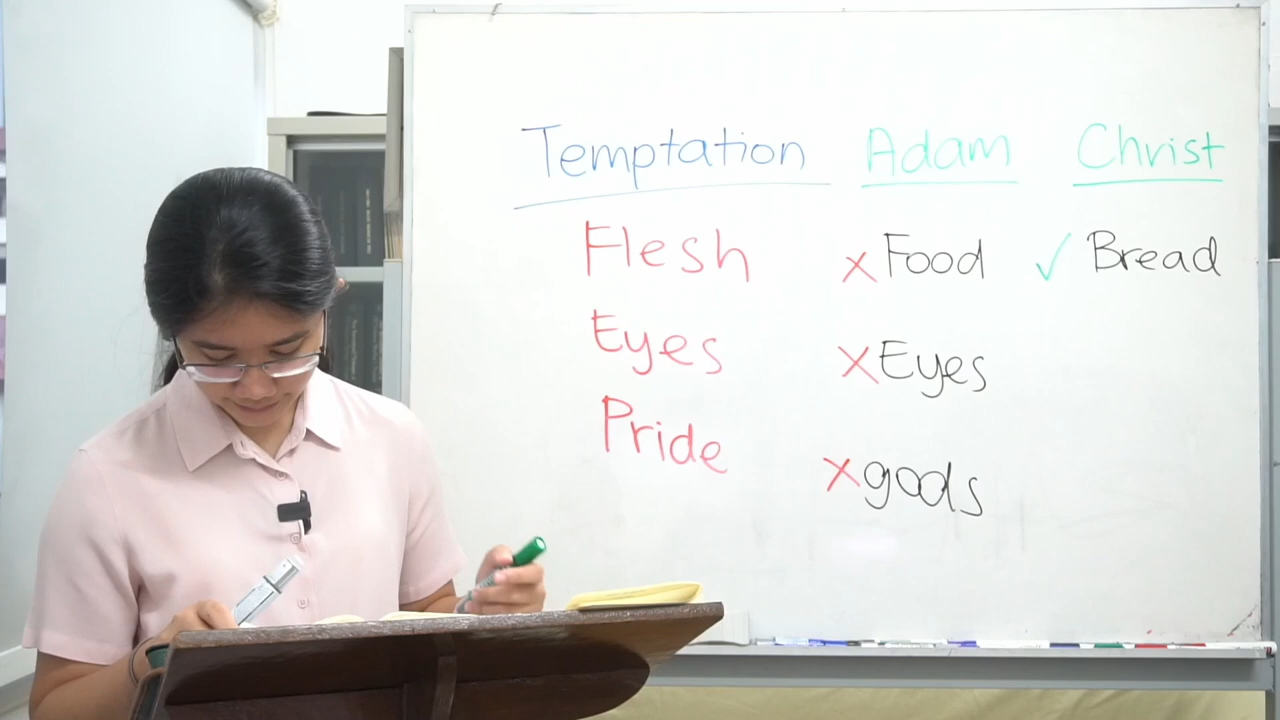 Temptation Adam Christ
Flesh × Food ✓ Bread
Eyes × Eyes
Pride × gods